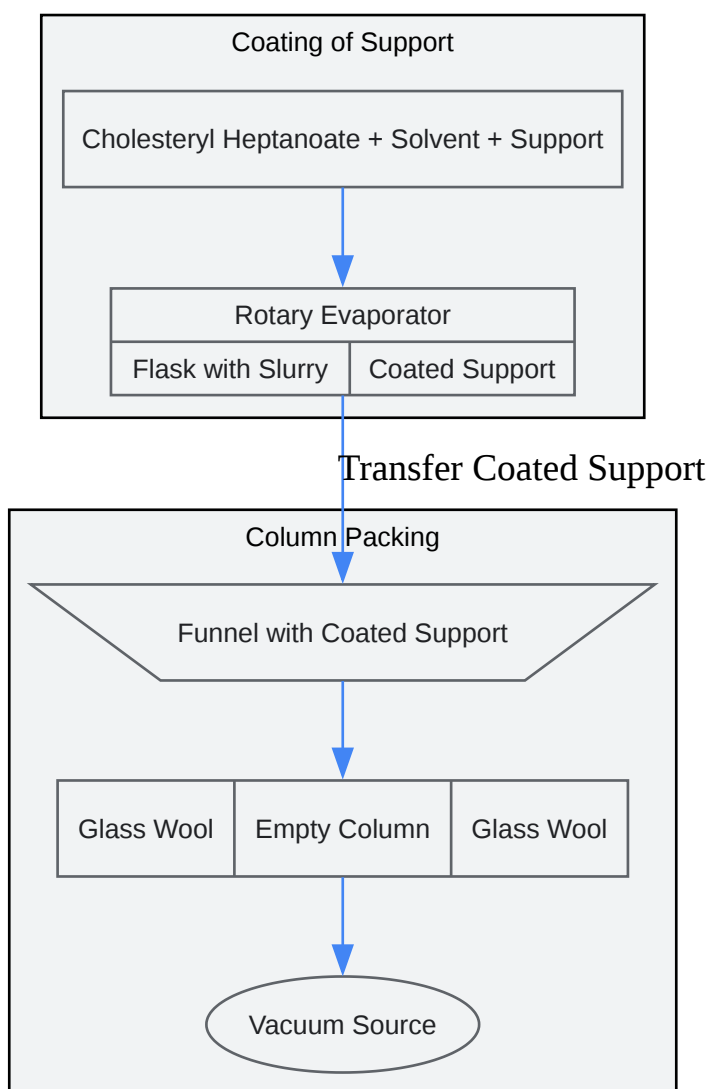 Coating of Support
Cholesteryl Heptanoate + Solvent + Support
Rotary Evaporator
Flask with Slurry
Coated Support
Transfer Coated Support
Column Packing
Funnel with Coated Support
Glass Wool
Empty Column
Glass Wool
Vacuum Source